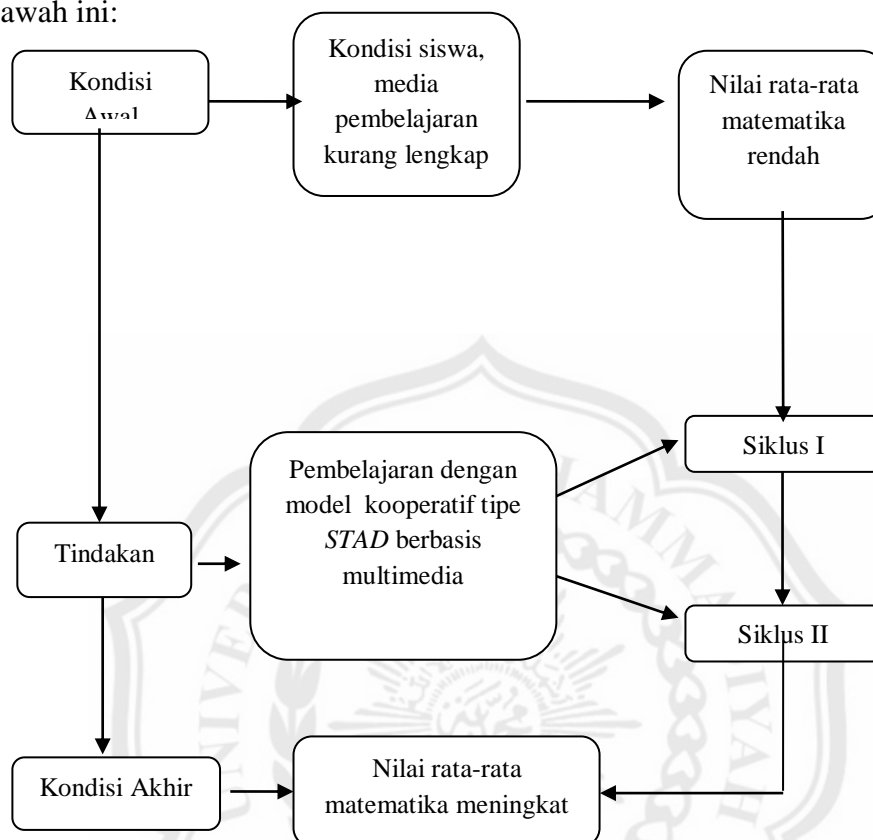 awah ini:
Kondisi
Awal
Kondisi siswa,
media
pembelajaran
kurang lengkap
Nilai rata-rata
matematika
rendah
Siklus I
Pembelajaran dengan
model kooperatif tipe
STAD berbasis
multimedia
Tindakan
Siklus II
Kondisi Akhir
Nilai rata-rata
matematika meningkat